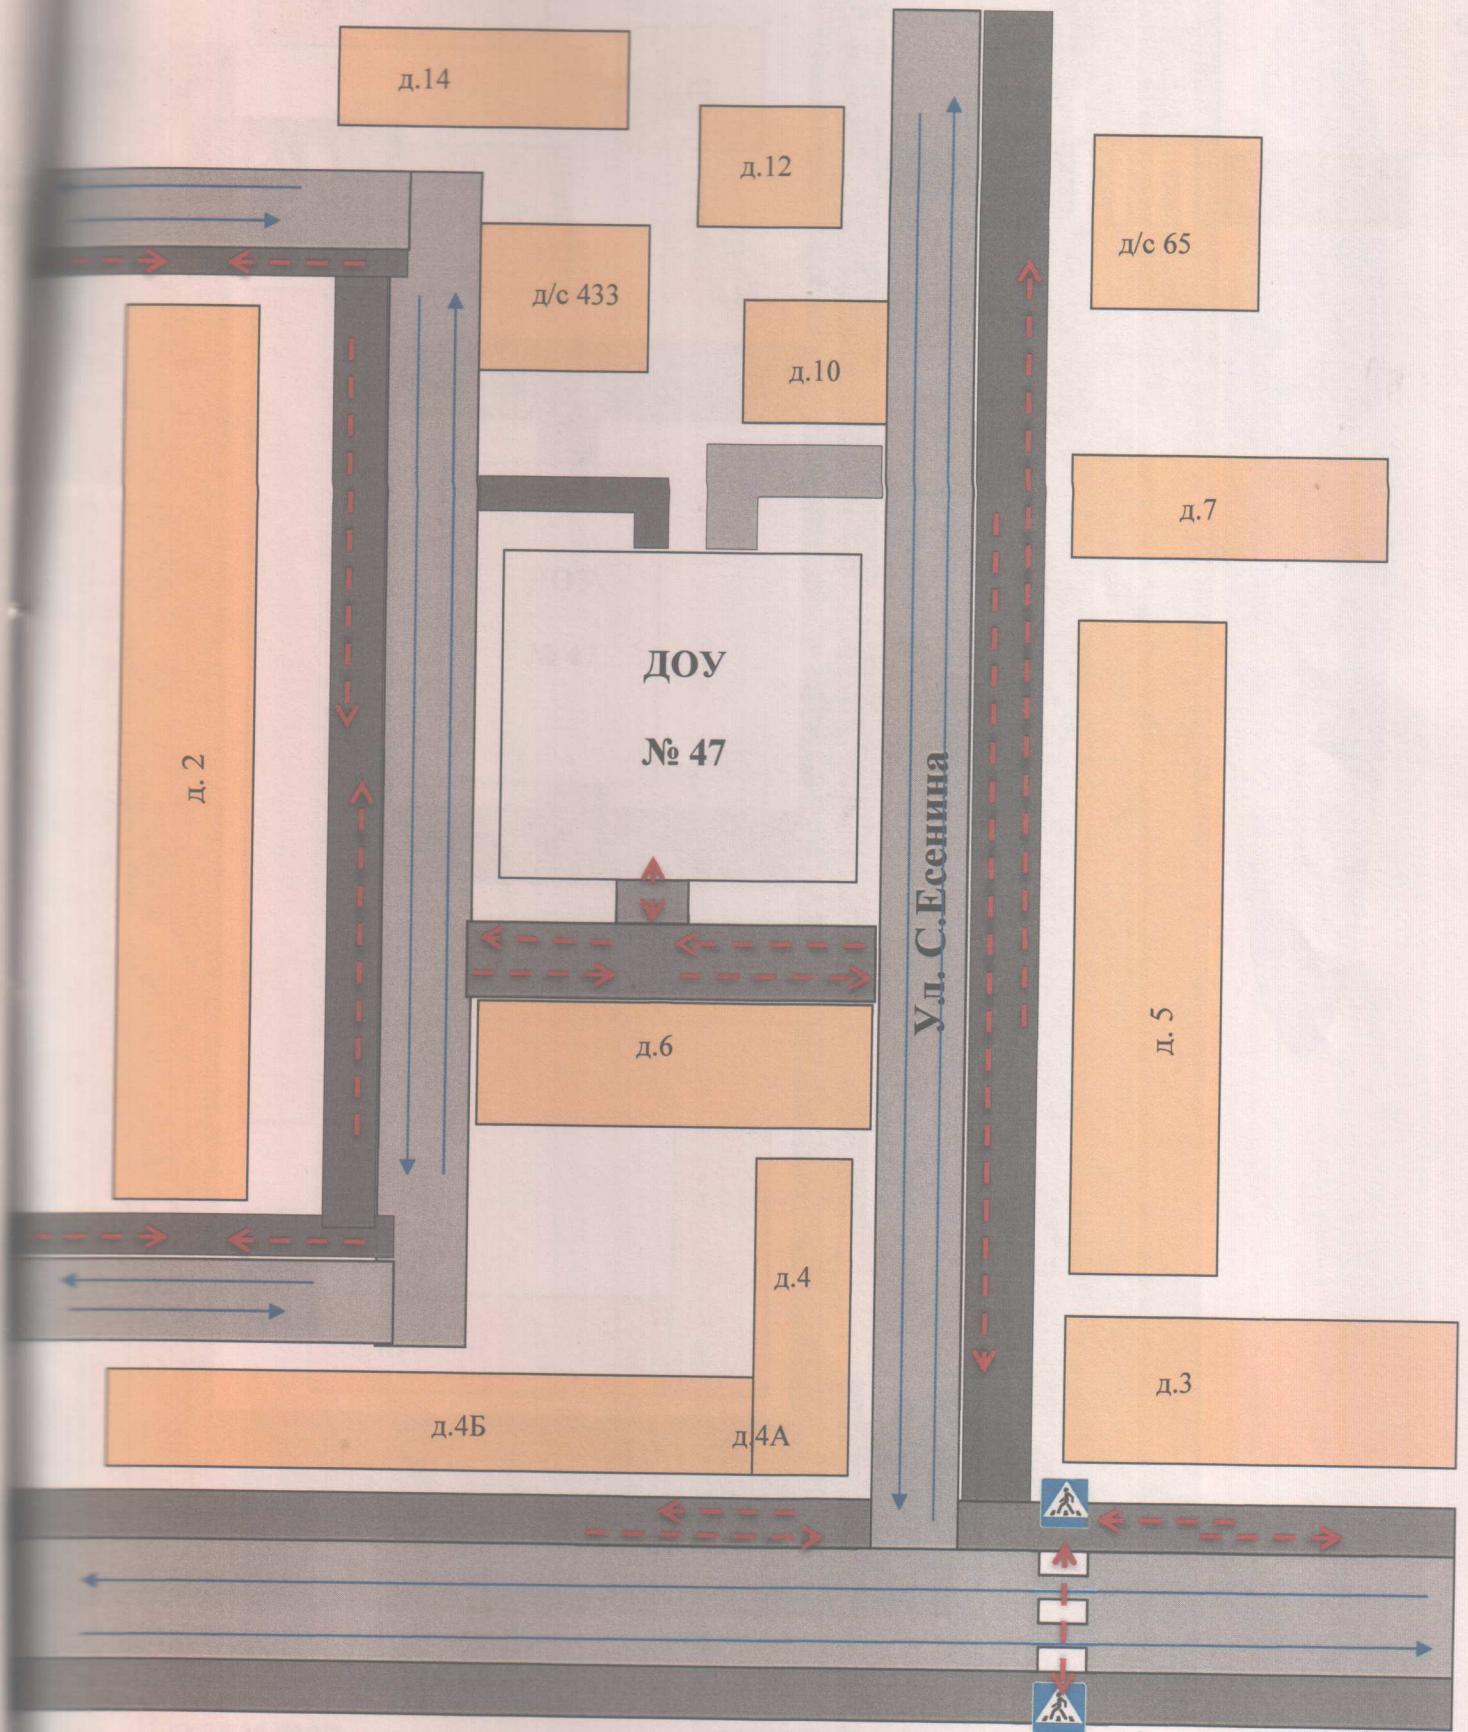 д.14
д.12
д/с 65
д/с 433
д.10
д.7
ДОУ
№ 47
д. 2
Ул. С.Есенина
д. 5
д.6
д.4
д.3
д.4Б
д.4А